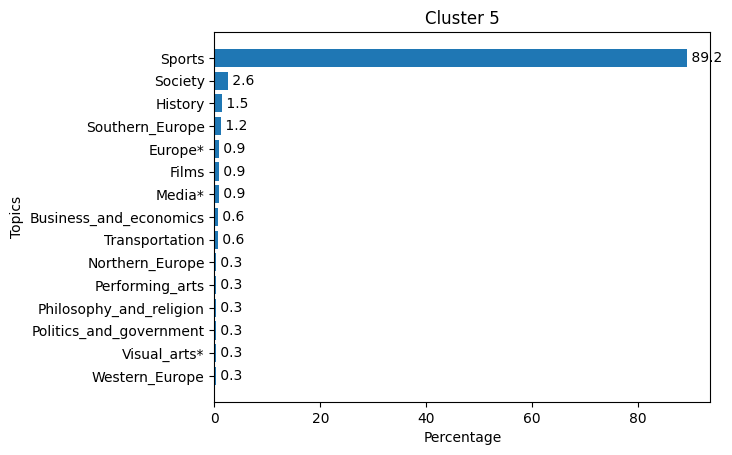 Cluster 5
Topics
Sports 89.2
Society 2.6
History 1.5
Southern_Europe 1.2
Europe* 0.9
Films 0.9
Media* 0.9
Business_and_economics 0.6
Transportation 0.6
Northern_Europe 0.3
Performing_arts 0.3
Philosophy_and_religion 0.3
Politics_and_government 0.3
Visual_arts* 0.3
Western_Europe 0.3
0 20 40 60 80
Percentage